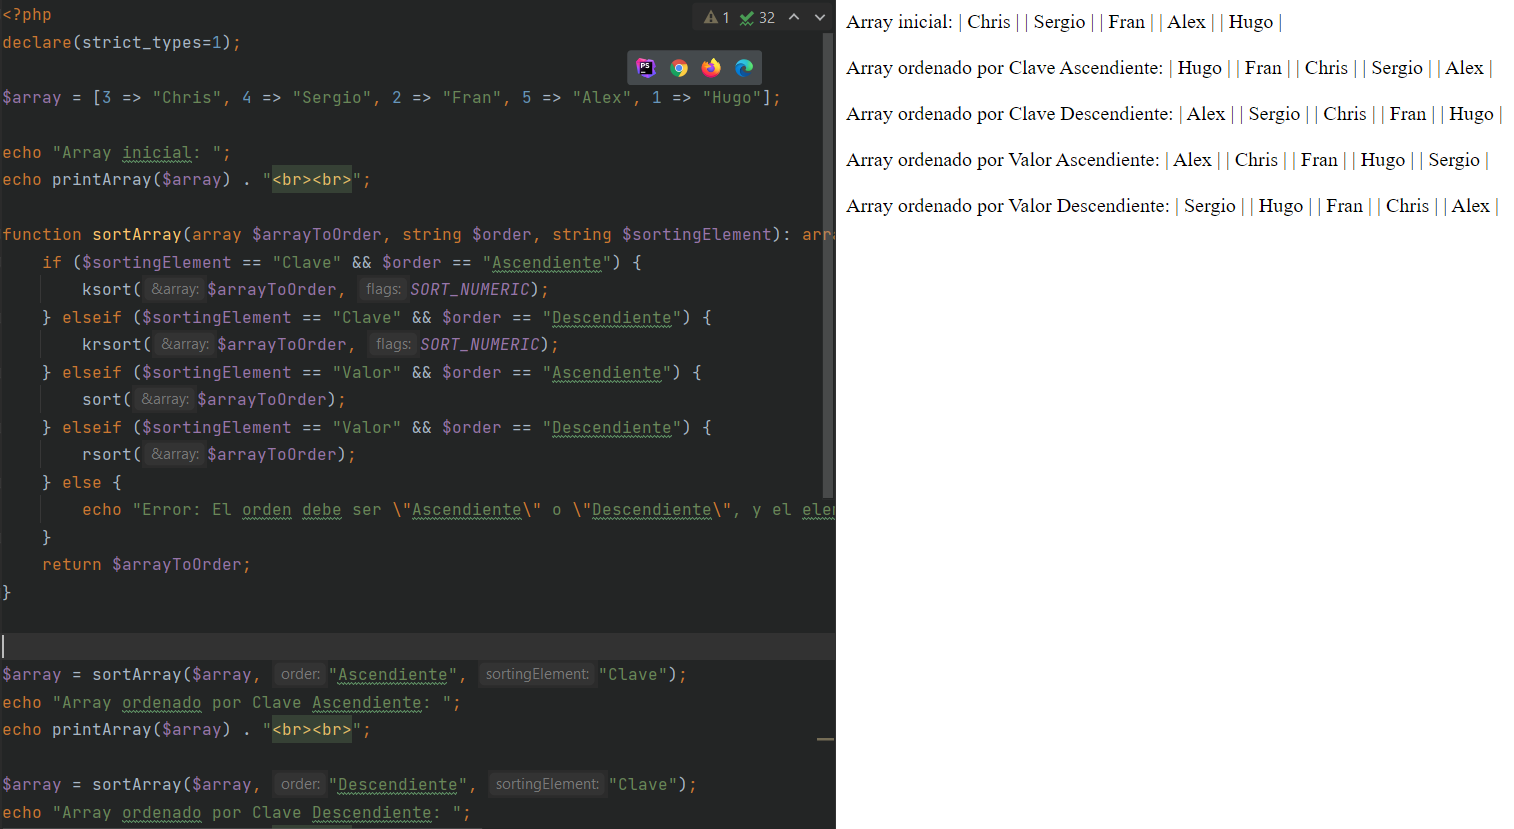 <?php
declare(strict_types=1);
1 32
PS
$array = [3 => "Chris", 4 => "Sergio", 2 => "Fran", 5 => "Alex", 1 => "Hugo"];
echo "Array inicial: ";
echo printArray($array) . "<br><br>";
function sortArray(array $arrayToOrder, string $order, string $sortingElement): arr
if ($sortingElement == "Clave" && $order == "Ascendiente") {
ksort( &array: $arrayToOrder, flags: SORT_NUMERIC);
} elseif ($sortingElement == "Clave" && $order == "Descendiente") {
krsort( &array: $arrayToOrder, flags: SORT_NUMERIC);
} elseif ($sortingElement == "Valor" && $order == "Ascendiente") {
sort( &array: $arrayToOrder);
} elseif ($sortingElement == "Valor" && $order == "Descendiente") {
rsort( &array: $arrayToOrder);
} else {
echo "Error: El orden debe ser \"Ascendiente\" o \"Descendiente\", y el ele
}
return $arrayToOrder;
}
$array = sortArray($array, order: "Ascendiente", sortingElement: "Clave");
echo "Array ordenado por Clave Ascendiente: ";
echo printArray($array) . "<br><br>";
$array = sortArray($array, order: "Descendiente", sortingElement: "Clave");
echo "Array ordenado por Clave Descendiente: ";
Array inicial: | Chris | | Sergio | | Fran | | Alex | | Hugo |
Array ordenado por Clave Ascendiente: | Hugo | | Fran | | Chris | | Sergio | | Alex |
Array ordenado por Clave Descendiente: | Alex | | Sergio | | Chris | | Fran | | Hugo |
Array ordenado por Valor Ascendiente: | Alex | | Chris | | Fran | | Hugo | | Sergio |
Array ordenado por Valor Descendiente: | Sergio | | Hugo | | Fran | | Chris | | Alex |